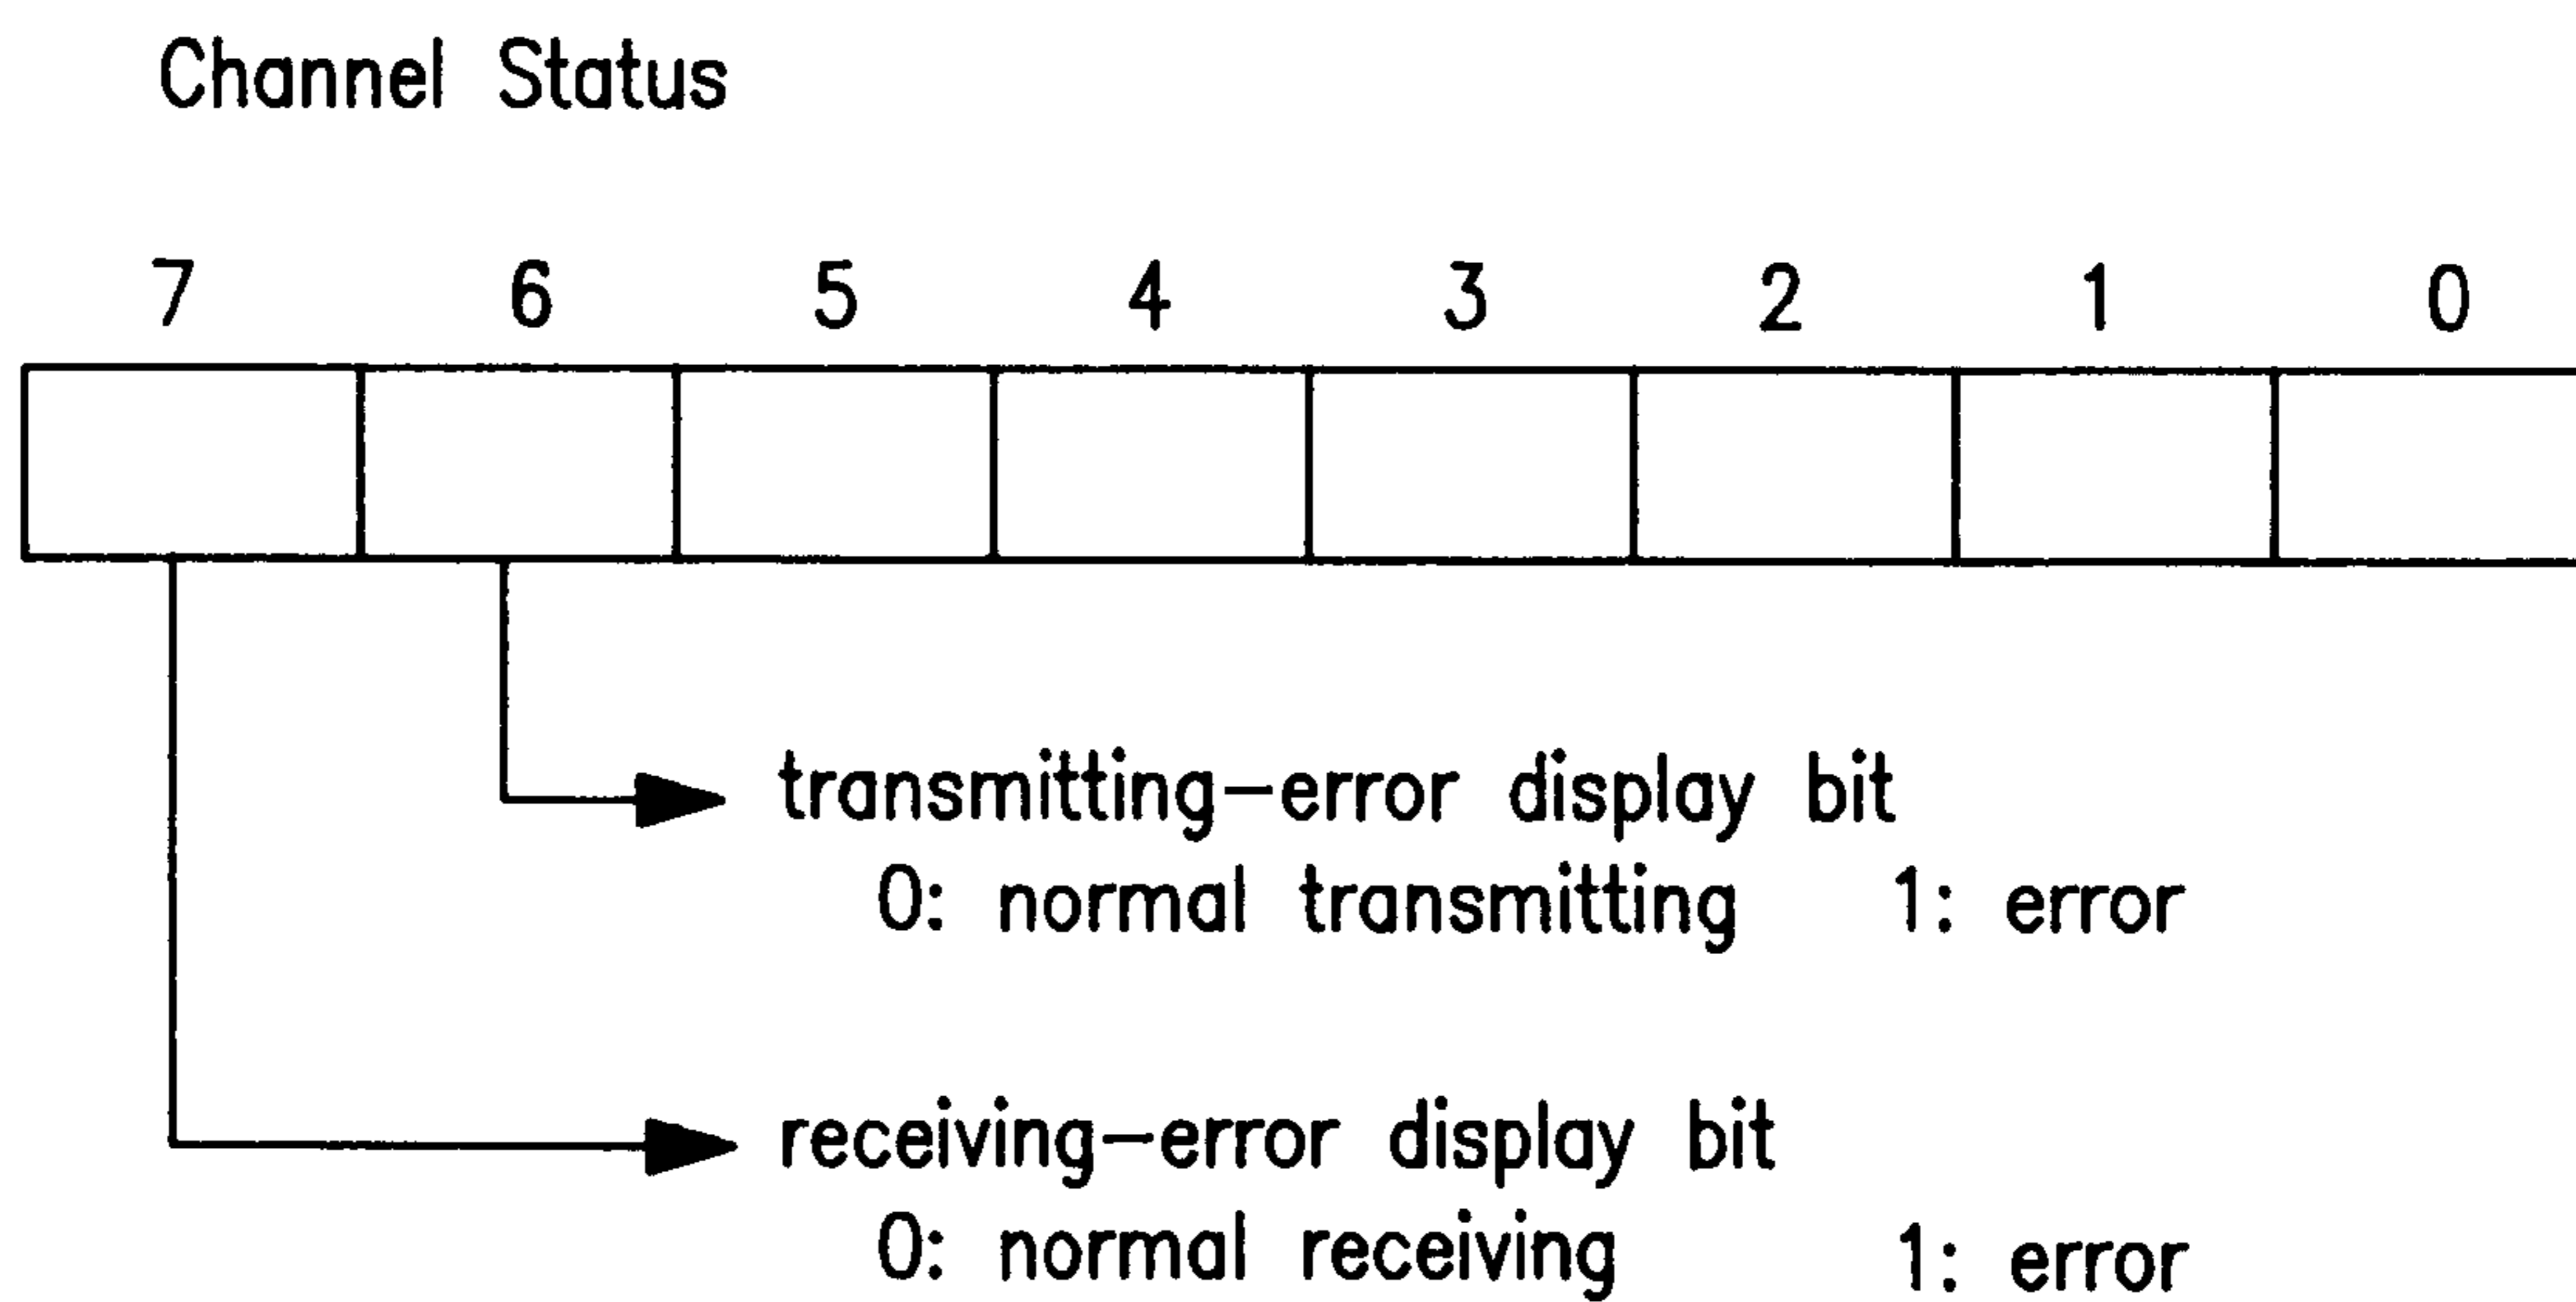 Channel Status
7 6 5 4 3 2 1 0
transmitting-error display bit
0: normal transmitting 1: error
receiving-error display bit
0: normal receiving 1: error